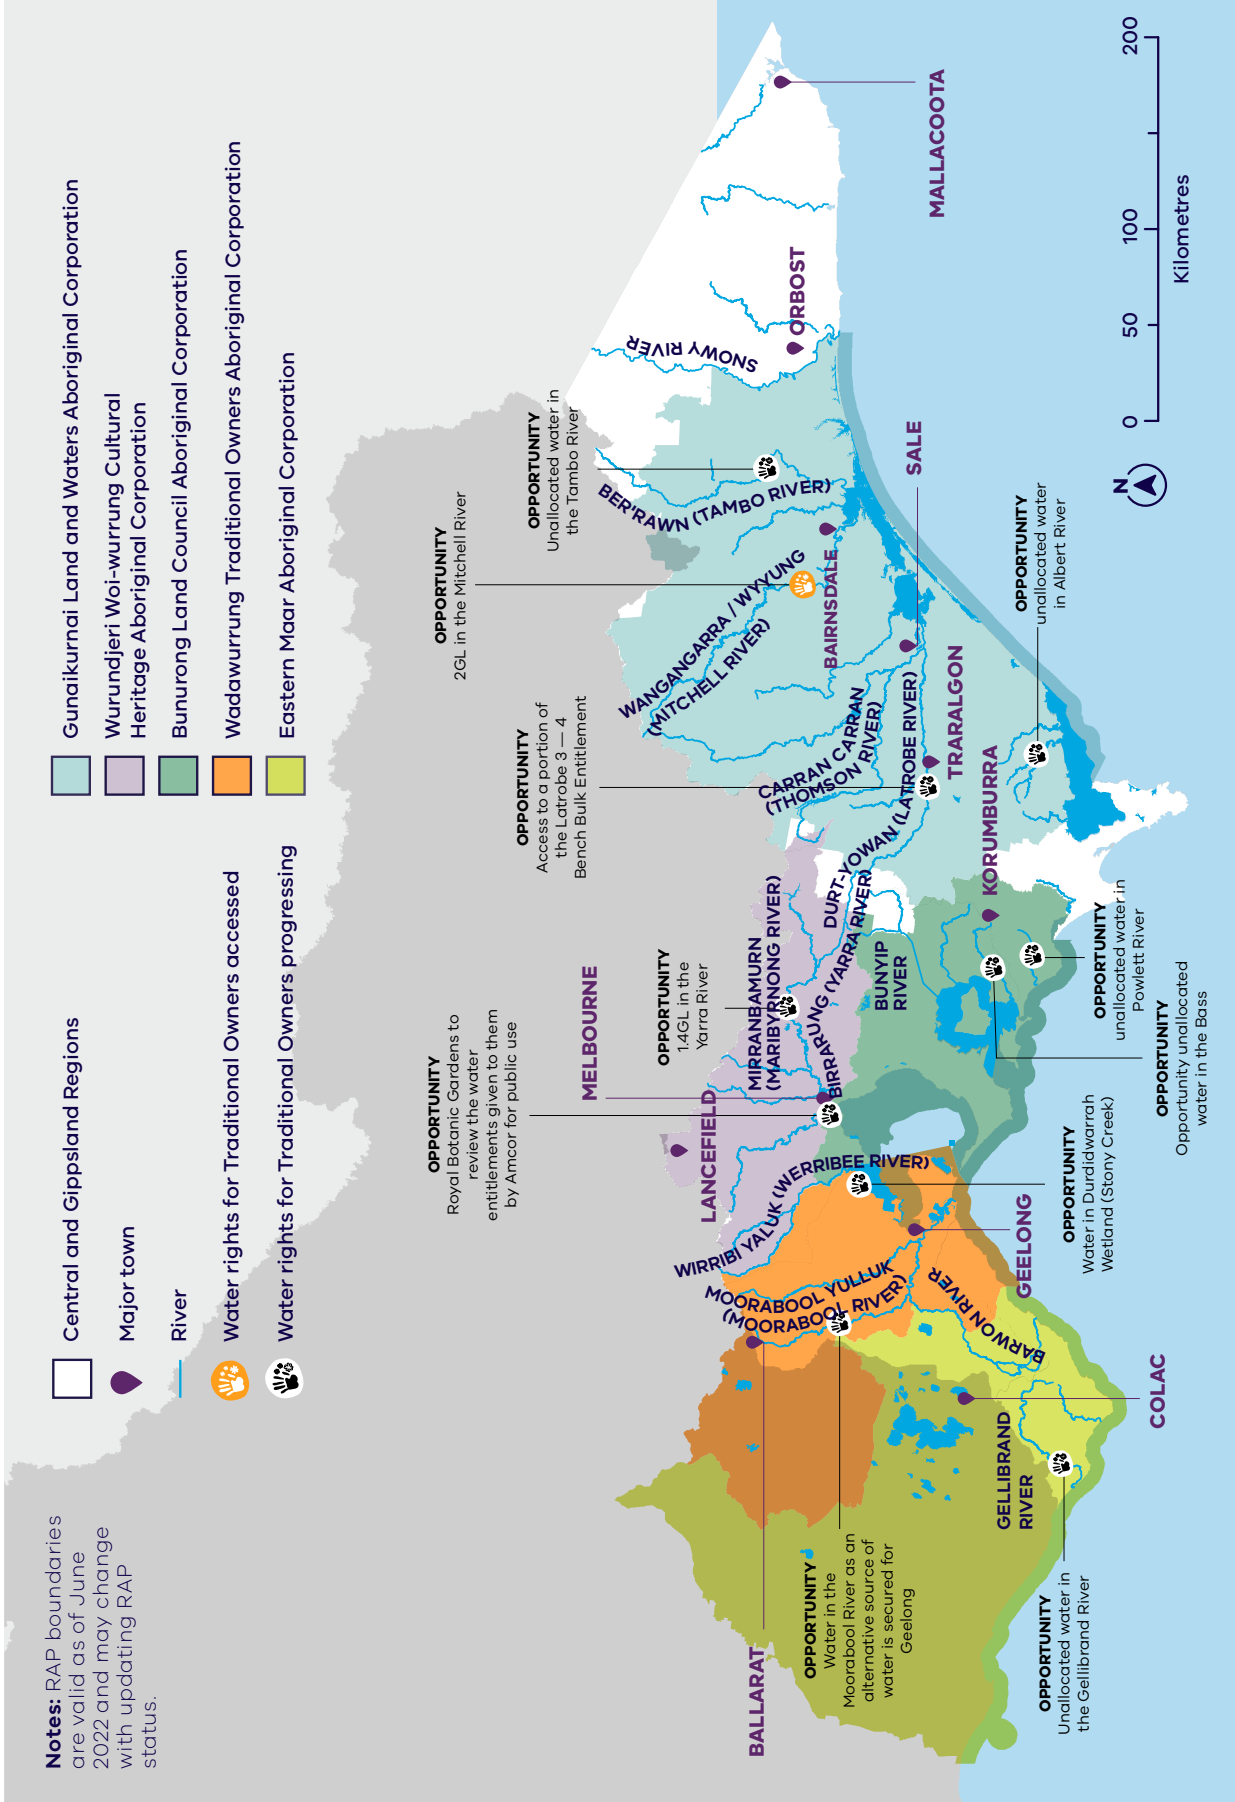 Notes: RAP boundaries
are valid as of June
2022 and may change
with updating RAP
status.
Central and Gippsland Regions
Major town
River
Water rights for Traditional Owners accessed
Water rights for Traditional Owners progressing
Gunaikurnai Land and Waters Aboriginal Corporation
Wurundjeri Woi-wurrung Cultural
Heritage Aboriginal Corporation
Bunurong Land Council Aboriginal Corporation
Wadawurrung Traditional Owners Aboriginal Corporation
Eastern Maar Aboriginal Corporation
OPPORTUNITY
Royal Botanic Gardens to
review the water
entitlements given to them
by Amcor for public use
OPPORTUNITY
2GL in the Mitchell River
OPPORTUNITY
Access to a portion of
the Latrobe 3 — 4
Bench Bulk Entitlement
OPPORTUNITY
Unallocated water in
the Tambo River
MELBOURNE
OPPORTUNITY
1.4GL in the
Yarra River
LANCEFIELD
WIRRIBI YALUK (WERRIBEE RIVER)
MIRRANBAMURN
(MARIBYRNONG RIVER)
BIRRARUNG (YARRA RIVER)
DURT-YOWAN (LATROBE RIVER)
CARRAN CARRAN
(THOMSON RIVER)
WANGANGARRA / WYYUNG
(MITCHELL RIVER)
BER'RAWN (TAMBO RIVER)
SNOWY RIVER
ORBOST
BAIRNSDALE
MALLACOOTA
SALE
TRARALGON
KORUMBURRA
BUNYIP
RIVER
MOORABOOL YULLUK
(MOORABOOL RIVER)
BARWON RIVER
BALLARAT
OPPORTUNITY
Water in the
Moorabool River as an
alternative source of
water is secured for
Geelong
GELLIBRAND
RIVER
GEELONG
COLAC
OPPORTUNITY
Unallocated water in
the Gellibrand River
OPPORTUNITY
Water in Durdidwarrah
Wetland (Stony Creek)
OPPORTUNITY
unallocated water in
Powlett River
OPPORTUNITY
Opportunity unallocated
water in the Bass
OPPORTUNITY
unallocated water
in Albert River
N
0
50
100
200
Kilometres